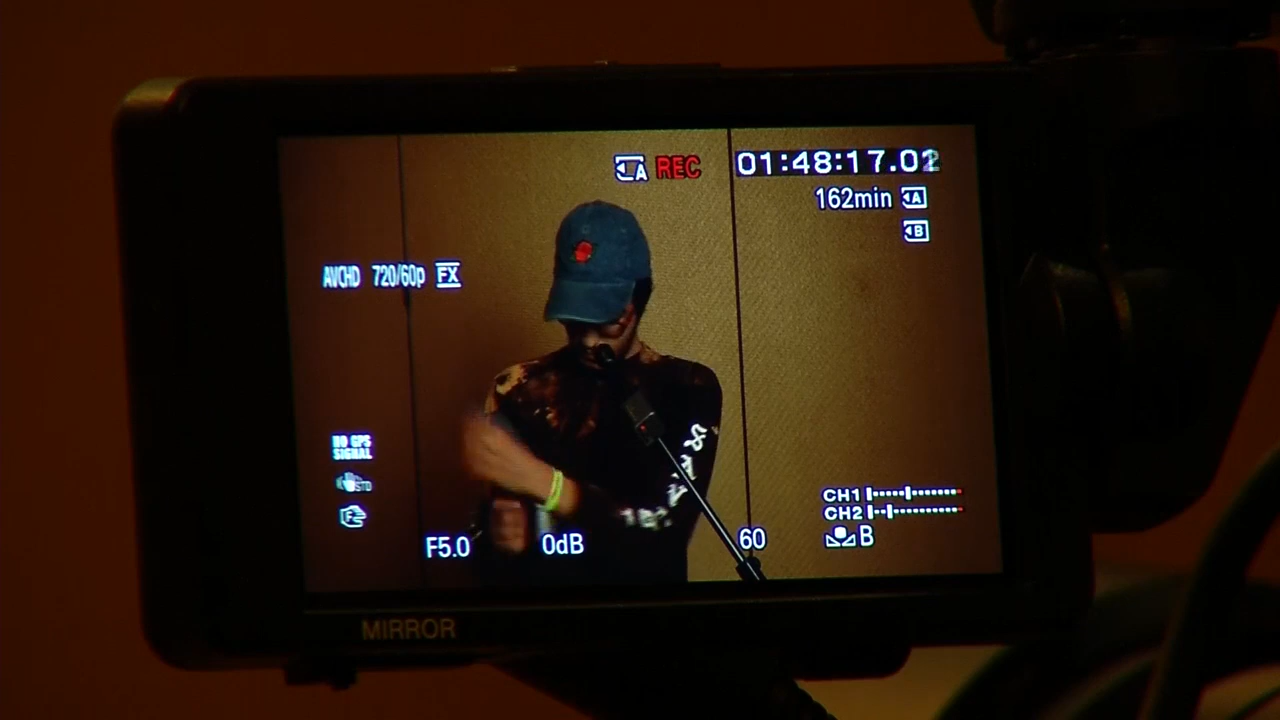 A REC 01:48:17.02
162min A
B
AVCHD 720/60p FX
NO GPS
SIGNAL
STD
F
CH1
CH2
F5.0 0dB 60 B
MIRROR